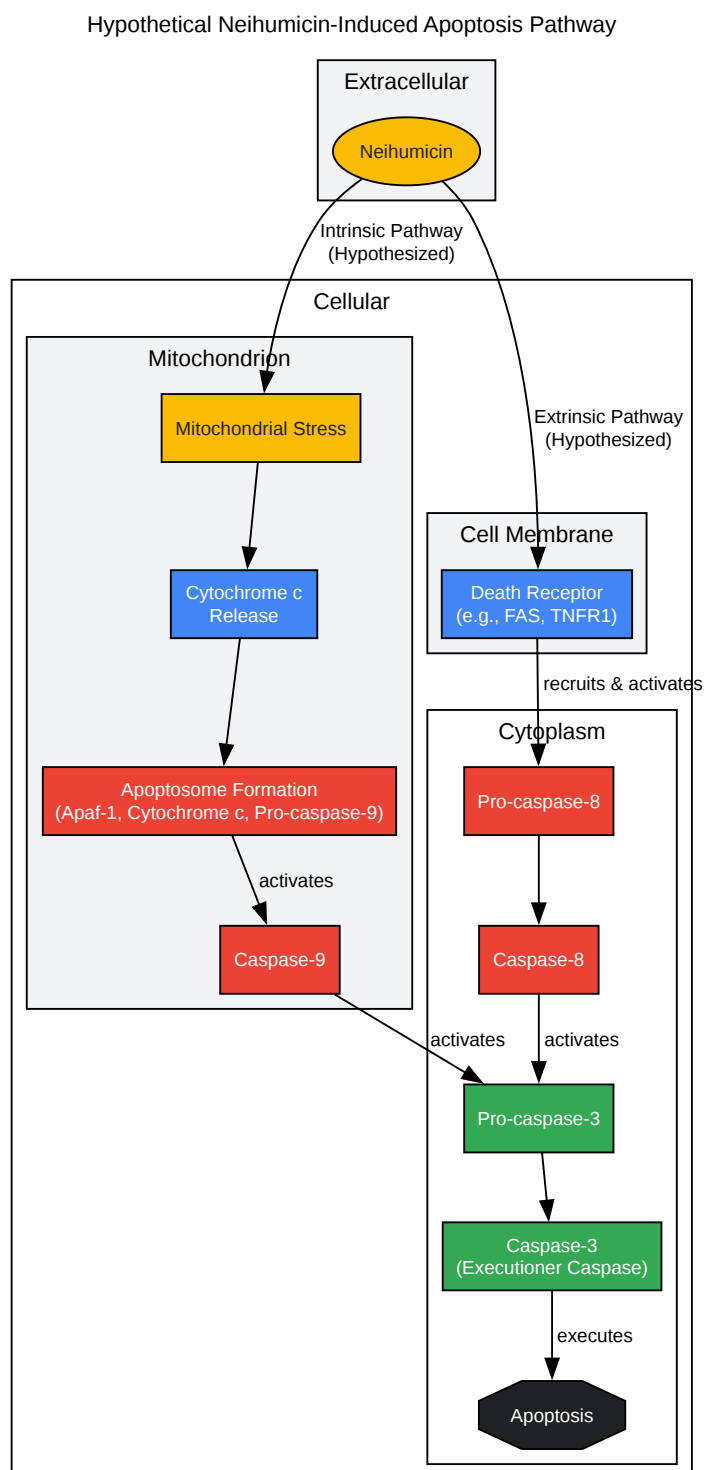 Hypothetical Neihumicin-Induced Apoptosis Pathway
Extracellular
Neihumicin
Intrinsic Pathway
(Hypothesized)
Cellular
Mitochondrion
Mitochondrial Stress
Extrinsic Pathway
(Hypothesized)
Cell Membrane
Cytochrome c
Release
Death Receptor
(e.g., FAS, TNFR1)
recruits & activates
Cytoplasm
Apoptosome Formation
(Apaf-1, Cytochrome c, Pro-caspase-9)
Pro-caspase-8
activates
Caspase-9
Caspase-8
activates
activates
Pro-caspase-3
Caspase-3
(Executioner Caspase)
executes
Apoptosis